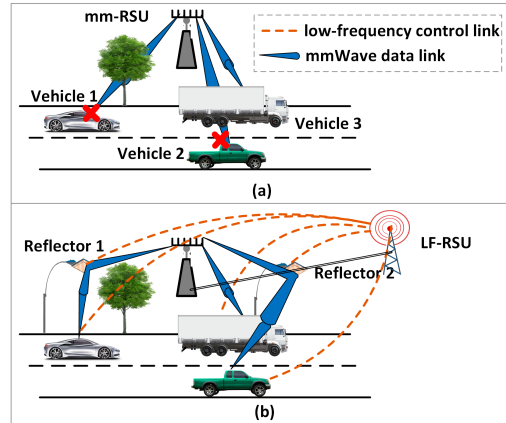 mm-RSU
low-frequency control link
mmWave data link
Vehicle 1
Vehicle 3
Vehicle 2
(a)
Reflector 1
LF-RSU
Reflector 2
(b)